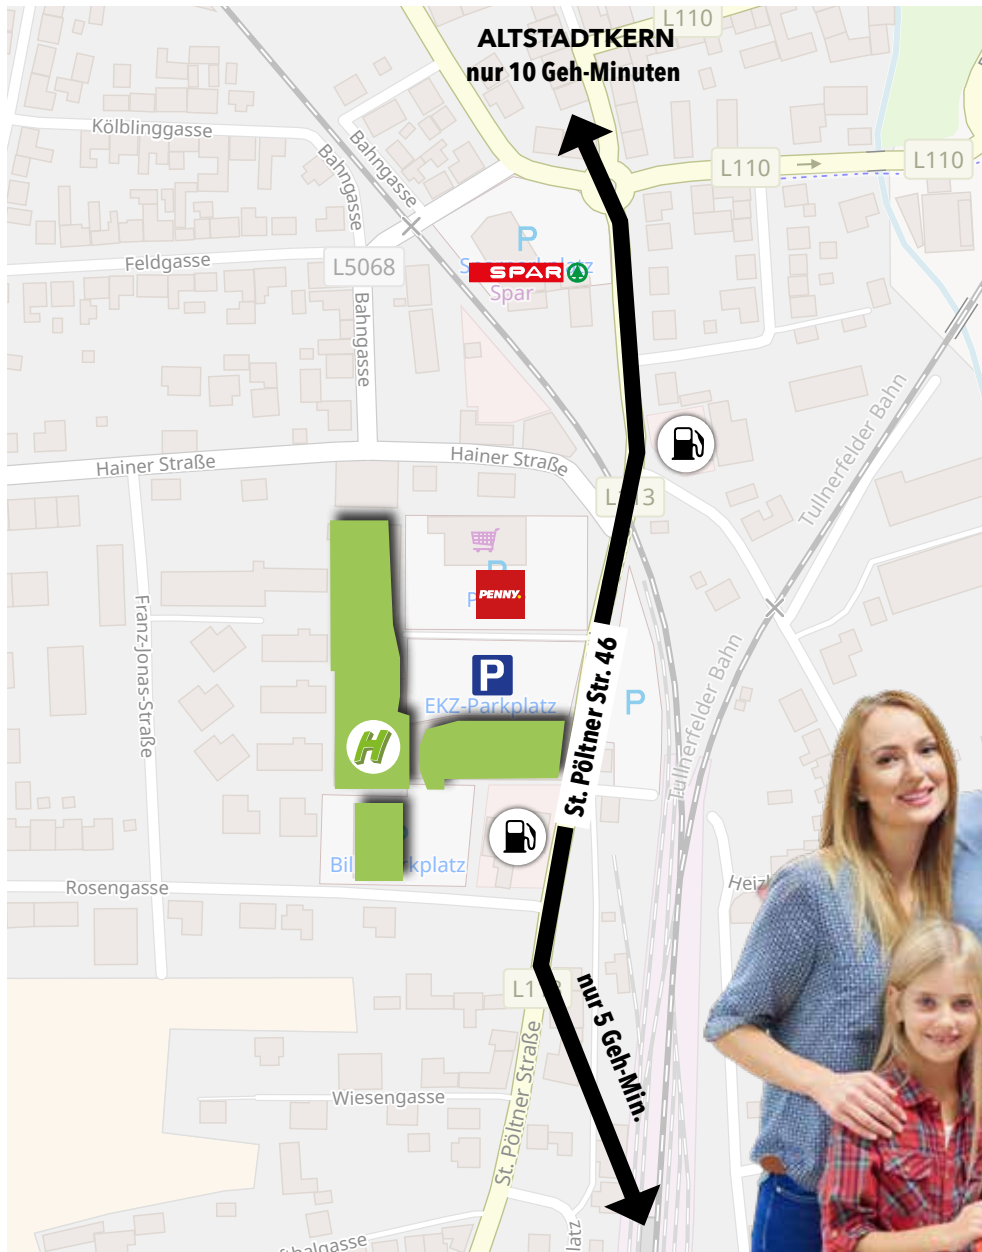 L110
ALTSTADTKERN
nur 10 Geh-Minuten
Kölblinggasse
Bahngasse
Bahngasse
L110
L110
Feldgasse
L5068
SPAR
Spar
Bahngasse
Tullnerfelder Bahn
Hainer Straße
Hainer Straße
P
PENNY.
Franz-Jonas-Straße
St. Pöltner Str. 46
P
EKZ-Parkplatz
P
Tullnerfelder Bahn
H
Rosengasse
nur 5 Geh-Min.
St. Pöltner Straße
Wiesengasse